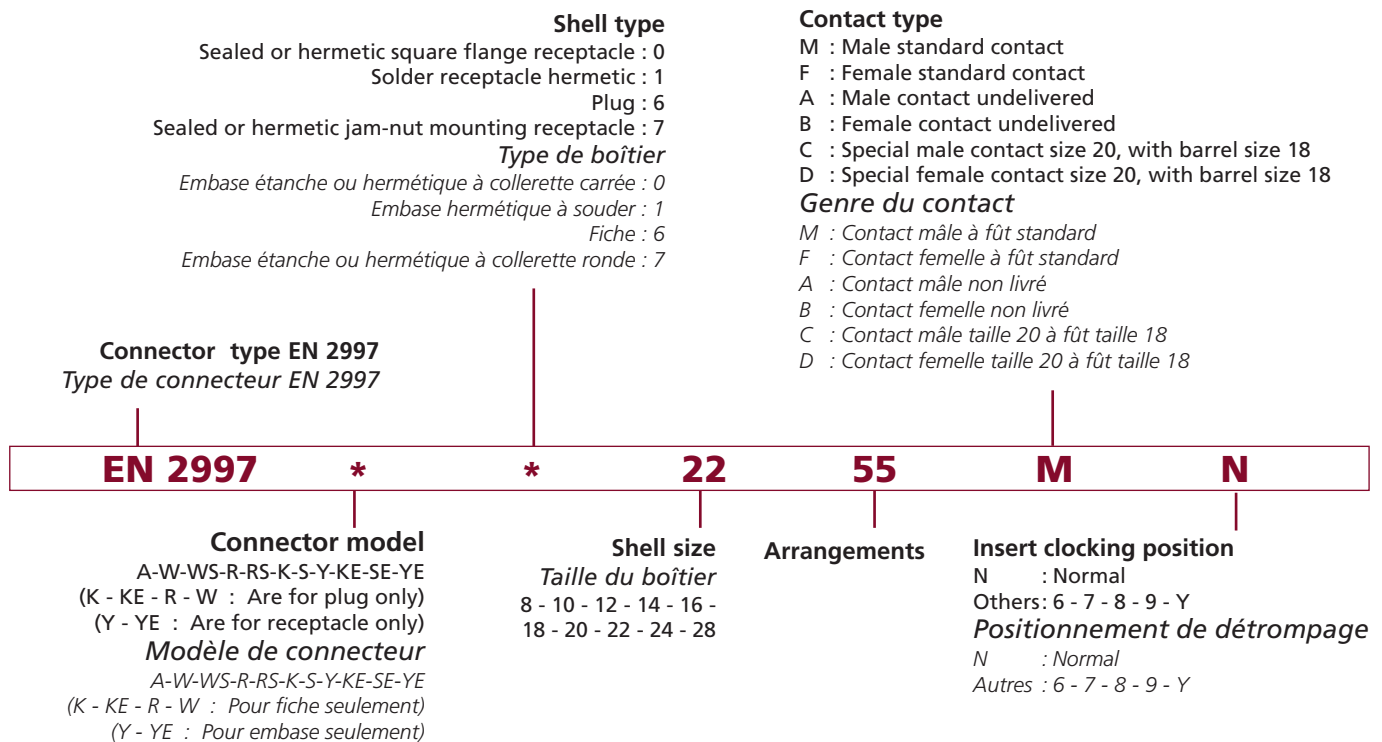 Shell type
Sealed or hermetic square flange receptacle : 0
Solder receptacle hermetic : 1
Plug : 6
Sealed or hermetic jam-nut mounting receptacle : 7
Type de boîtier
Embase étanche ou hermétique à collerette carrée : 0
Embase hermétique à souder : 1
Fiche : 6
Embase étanche ou hermétique à collerette ronde : 7
Contact type
M : Male standard contact
F : Female standard contact
A : Male contact undelivered
B : Female contact undelivered
C : Special male contact size 20, with barrel size 18
D : Special female contact size 20, with barrel size 18
Genre du contact
M : Contact mâle à fût standard
F : Contact femelle à fût standard
A : Contact mâle non livré
B : Contact femelle non livré
C : Contact mâle taille 20 à fût taille 18
D : Contact femelle taille 20 à fût taille 18
Connector type EN 2997
Type de connecteur EN 2997
EN 2997 * * 22 55 M N
Connector model
A-W-WS-R-RS-K-S-Y-KE-SE-YE
(K - KE - R - W : Are for plug only)
(Y - YE : Are for receptacle only)
Modèle de connecteur
A-W-WS-R-RS-K-S-Y-KE-SE-YE
(K - KE - R - W : Pour fiche seulement)
(Y - YE : Pour embase seulement)
Shell size
Taille du boîtier
8 - 10 - 12 - 14 - 16 -
18 - 20 - 22 - 24 - 28
Arrangements
Insert clocking position
N : Normal
Others : 6 - 7 - 8 - 9 - Y
Positionnement de détrompage
N : Normal
Autres : 6 - 7 - 8 - 9 - Y